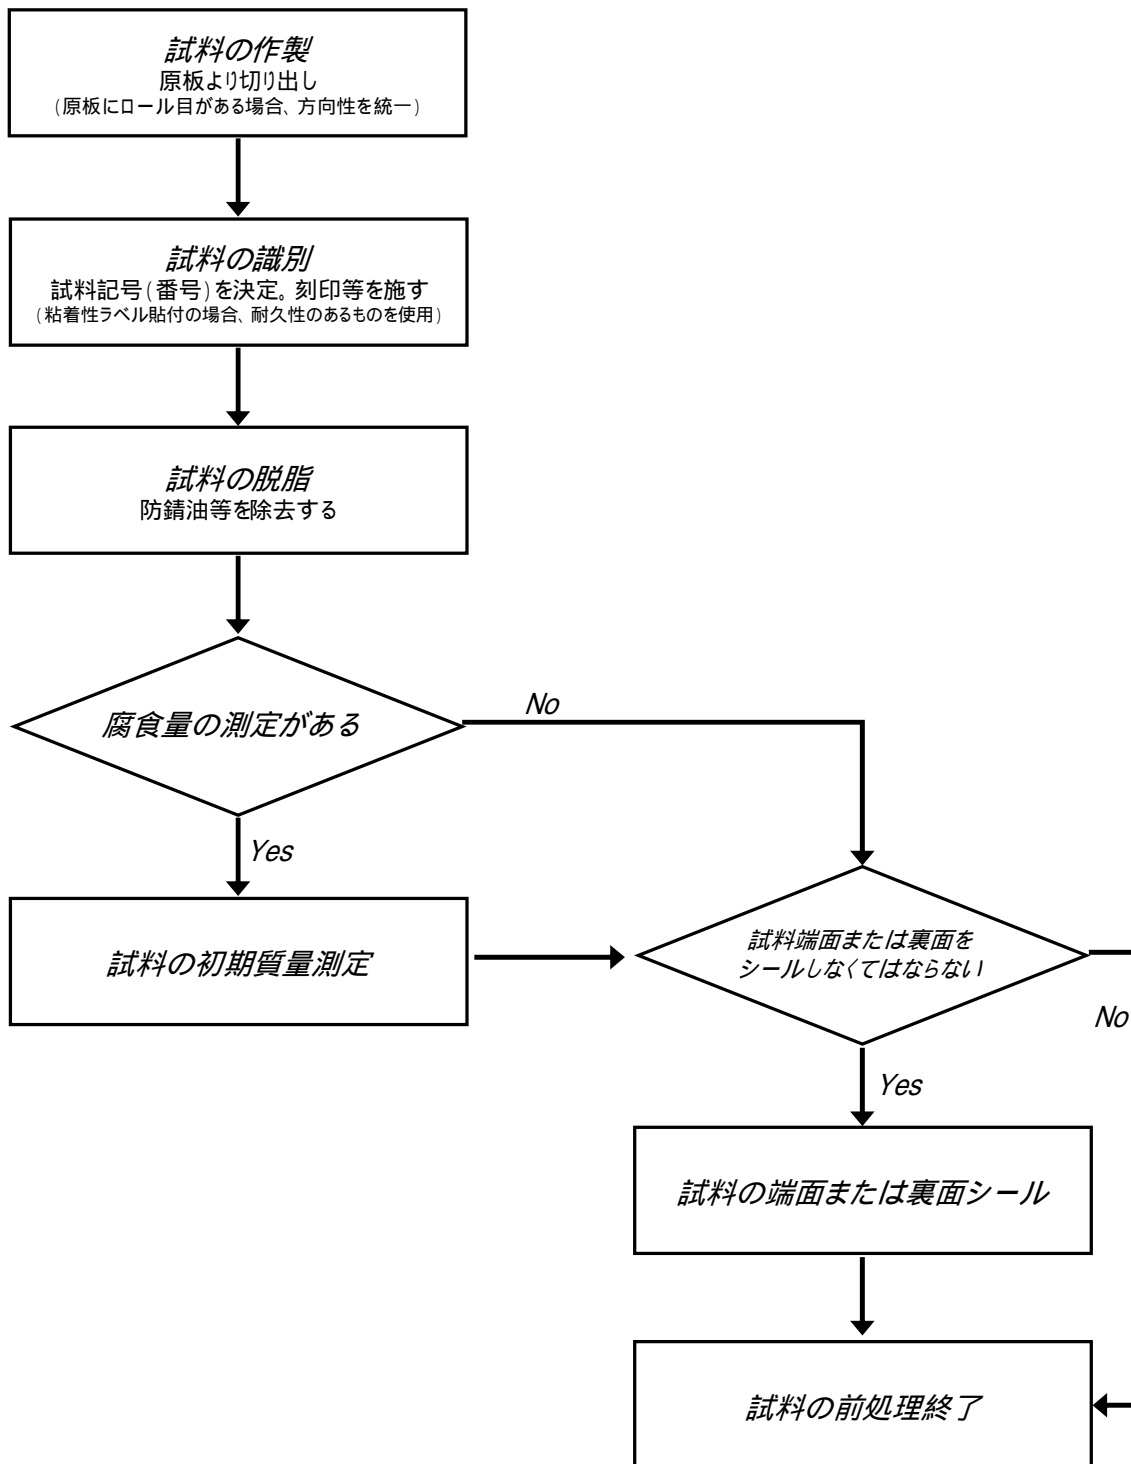 試料の作製
原板より切り出し
(原板にロール目がある場合、方向性を統一)
試料の識別
試料記号(番号)を決定。刻印等を施す
(粘着性ラベル貼付の場合、耐久性のあるものを使用)
試料の脱脂
防錆油等を除去する
腐食量の測定がある
No
Yes
試料の初期質量測定
試料端面または裏面を
シールしなくてはならない
No
Yes
試料の端面または裏面シール
試料の前処理終了